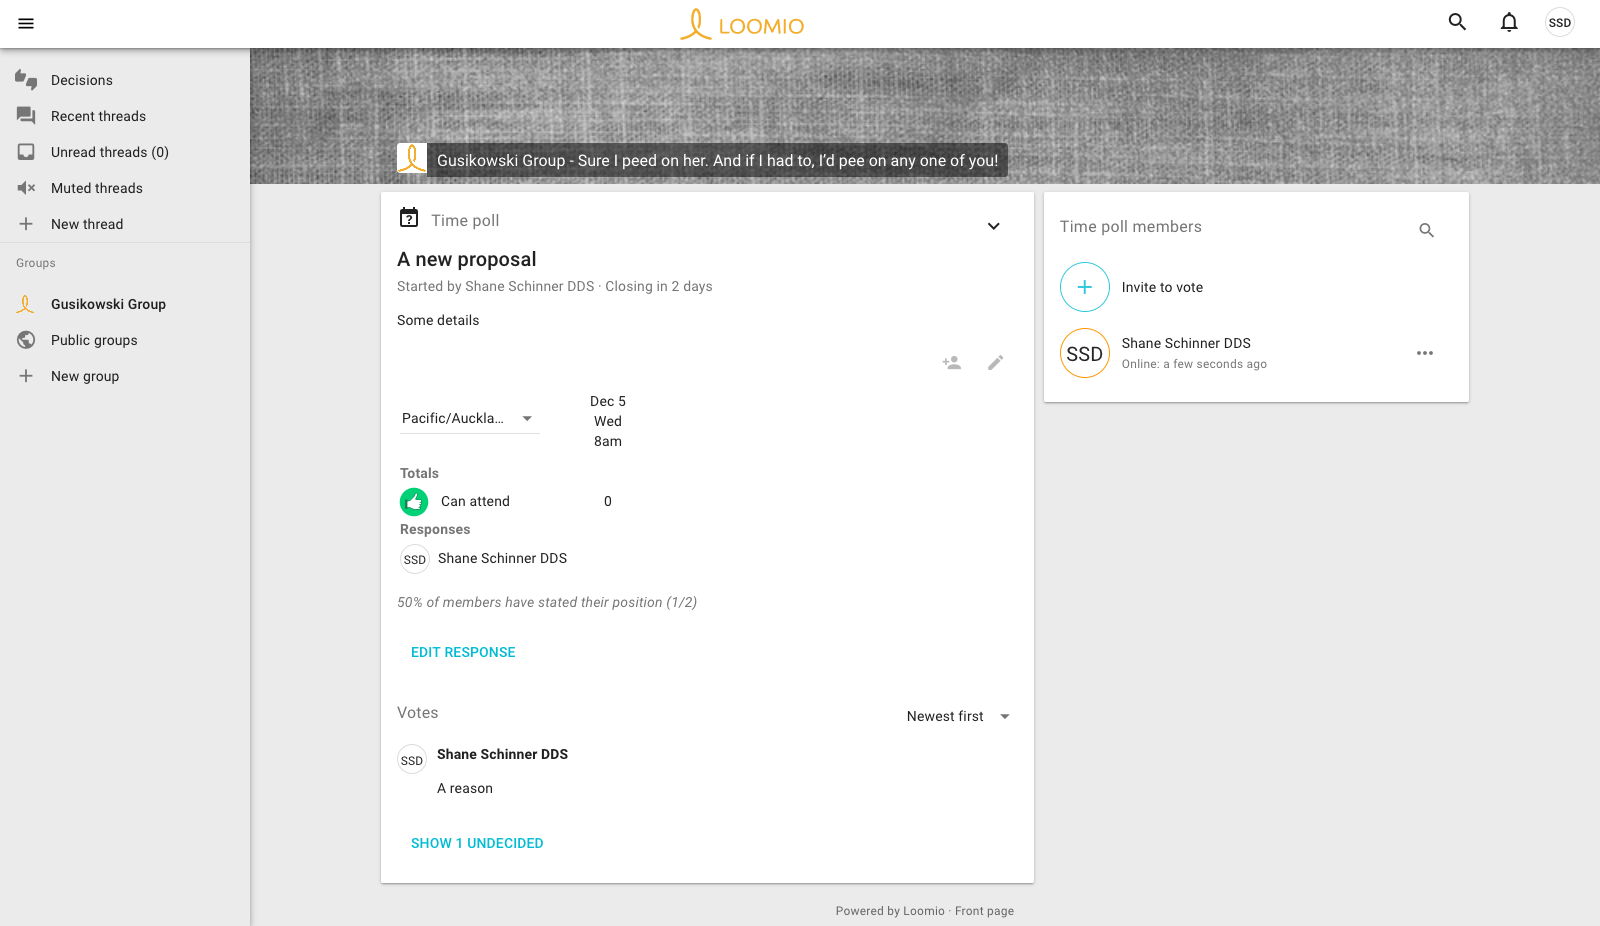 LOOMIO
SSD
Decisions
Recent threads
Unread threads (0)
Muted threads
New thread
Groups
Gusikowski Group
Public groups
New group
Gusikowski Group - Sure I peed on her. And if I had to, I’d pee on any one of you!
Time poll
A new proposal
Started by Shane Schinner DDS · Closing in 2 days
Some details
Pacific/Auckla...
Dec 5
Wed
8am
Totals
Can attend 0
Responses
SSD Shane Schinner DDS
50% of members have stated their position (1/2)
EDIT RESPONSE
Votes
Newest first
SSD Shane Schinner DDS
A reason
SHOW 1 UNDECIDED
Time poll members
Invite to vote
SSD
Shane Schinner DDS
Online: a few seconds ago
Powered by Loomio · Front page